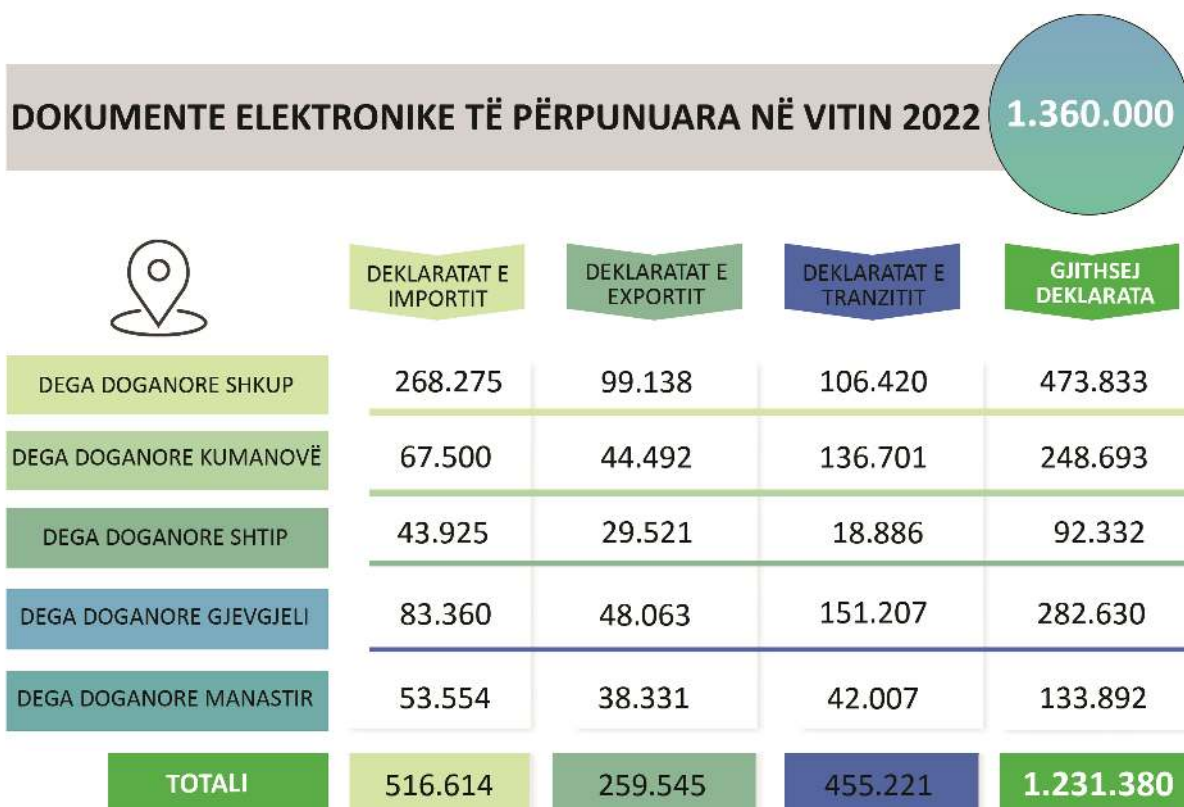 DOKUMENTE ELEKTRONIKE TË PËRPUNUARA NË VITIN 2022 1.360.000
DEKLARATAT E IMPORTIT DEKLARATAT E EXPORTIT DEKLARATAT E TRANZITIT GJITHSEJ DEKLARATA
DEGA DOGANORE SHKUP 268.275 99.138 106.420 473.833
DEGA DOGANORE KUMANOVË 67.500 44.492 136.701 248.693
DEGA DOGANORE SHTIP 43.925 29.521 18.886 92.332
DEGA DOGANORE GJEVGJELI 83.360 48.063 151.207 282.630
DEGA DOGANORE MANASTIR 53.554 38.331 42.007 133.892
TOTALI 516.614 259.545 455.221 1.231.380